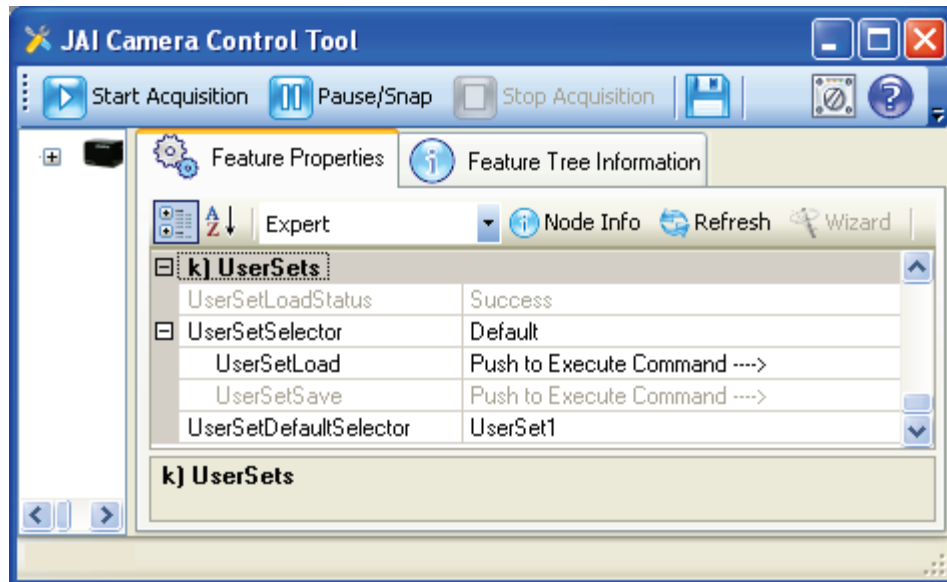 JAI Camera Control Tool
Start Acquisition Pause/Snap Stop Acquisition
Feature Properties Feature Tree Information
A
Z Expert Node Info Refresh Wizard
k) UserSets
UserSetLoadStatus Success
UserSetSelector Default
UserSetLoad Push to Execute Command ---->
UserSetSave Push to Execute Command ---->
UserSetDefaultSelector UserSet1
k) UserSets